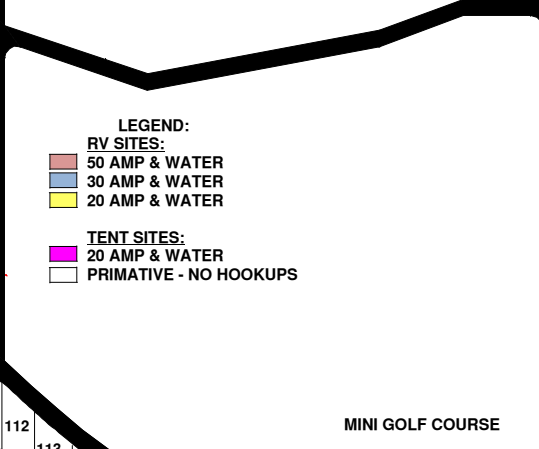 LEGEND:
RV SITES:
50 AMP & WATER
30 AMP & WATER
20 AMP & WATER
TENT SITES:
20 AMP & WATER
PRIMATIVE - NO HOOKUPS
MINI GOLF COURSE
112
113